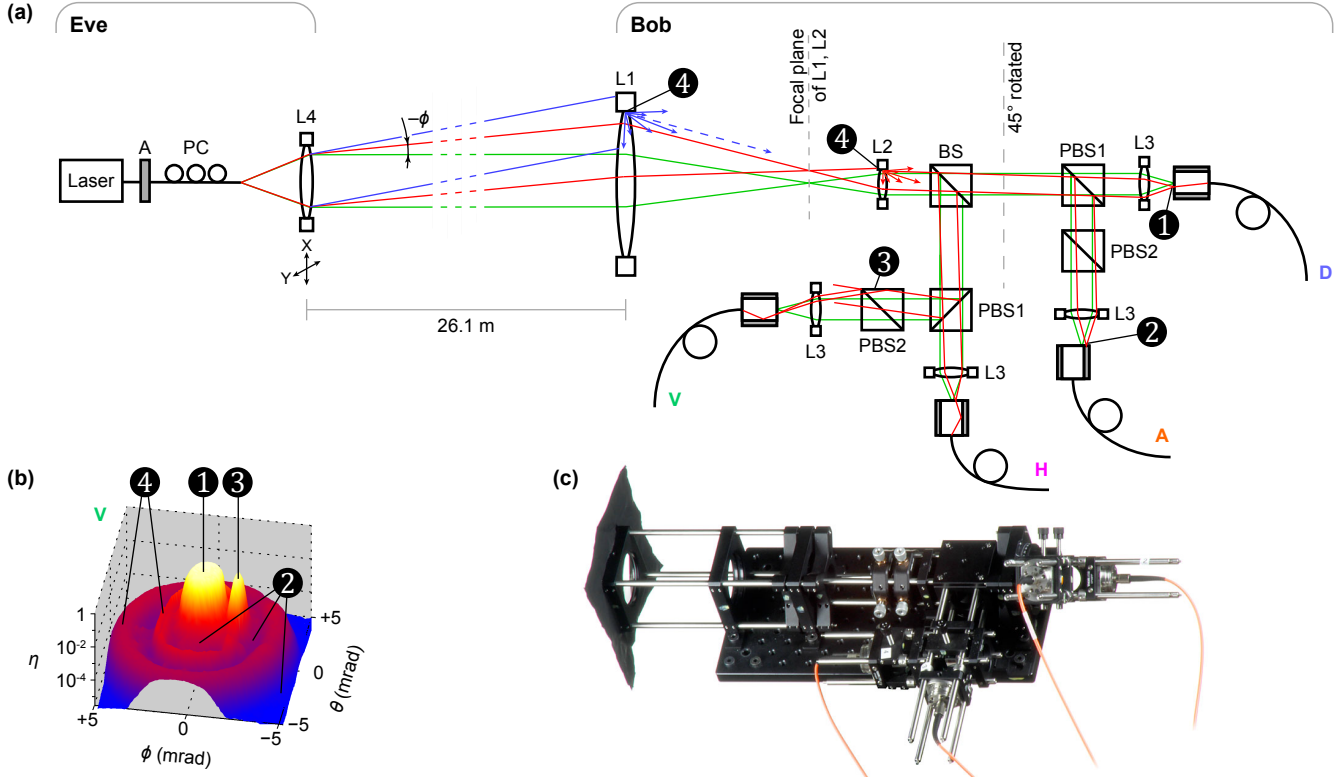 (a)
Eve
Bob
Focal plane
of L1, L2
45° rotated
L1
4
L4
−ϕ
A
PC
Laser
4
L2
BS
PBS1
L3
1
X
Y
PBS2
D
3
26.1 m
PBS1
L3
2
L3
PBS2
L3
V
A
H
(b)
4
1
3
V
2
1
10⁻²
10⁻⁴
η
+5
0
−5
ϕ (mrad)
+5
0
−5
θ (mrad)
(c)